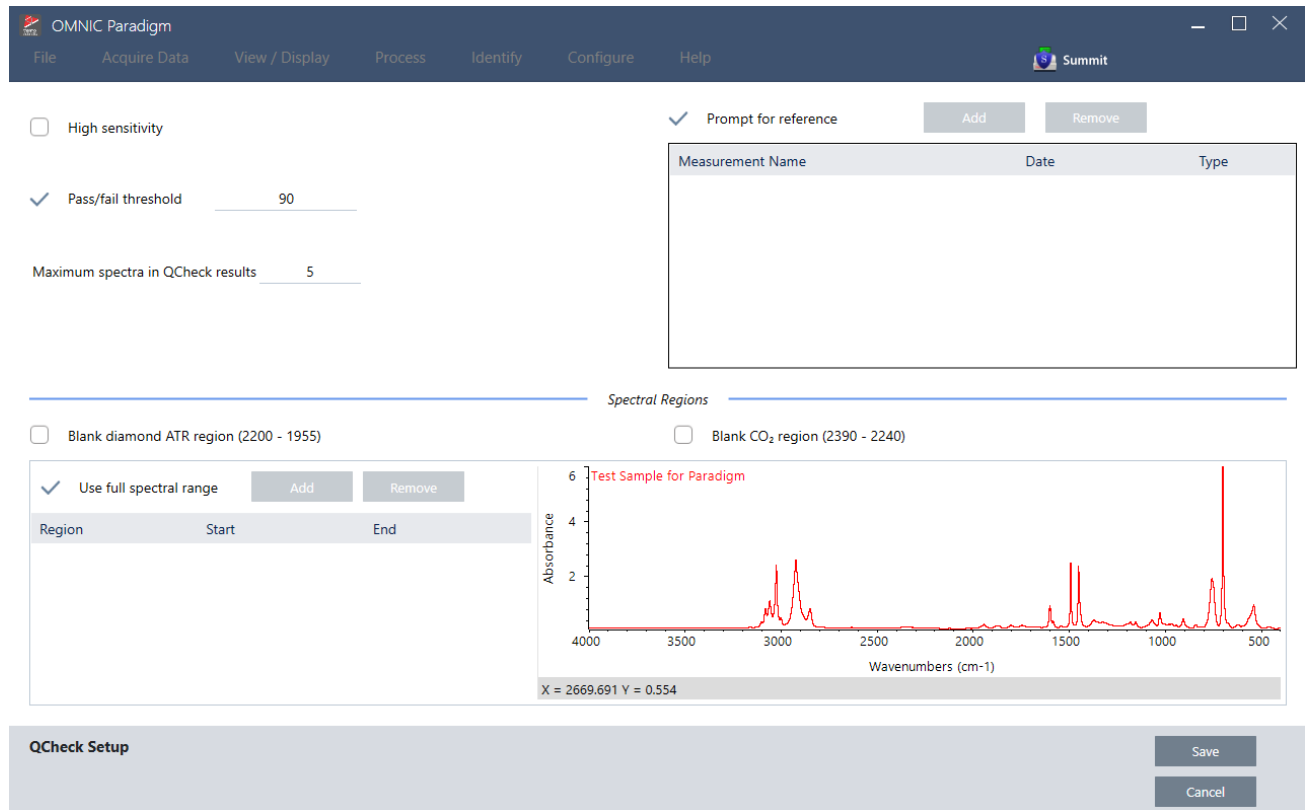 OMNIC Paradigm
File Acquire Data View / Display Process Identify Configure Help Summit
High sensitivity
Prompt for reference Add Remove
Measurement Name Date Type
Pass/fail threshold 90
Maximum spectra in QCheck results 5
Spectral Regions
Blank diamond ATR region (2200 - 1955)
Blank CO₂ region (2390 - 2240)
Use full spectral range Add Remove
Region Start End
Test Sample for Paradigm
Absorbance
6
4
2
4000 3500 3000 2500 2000 1500 1000 500
Wavenumbers (cm-1)
X = 2669.691 Y = 0.554
QCheck Setup
Save
Cancel